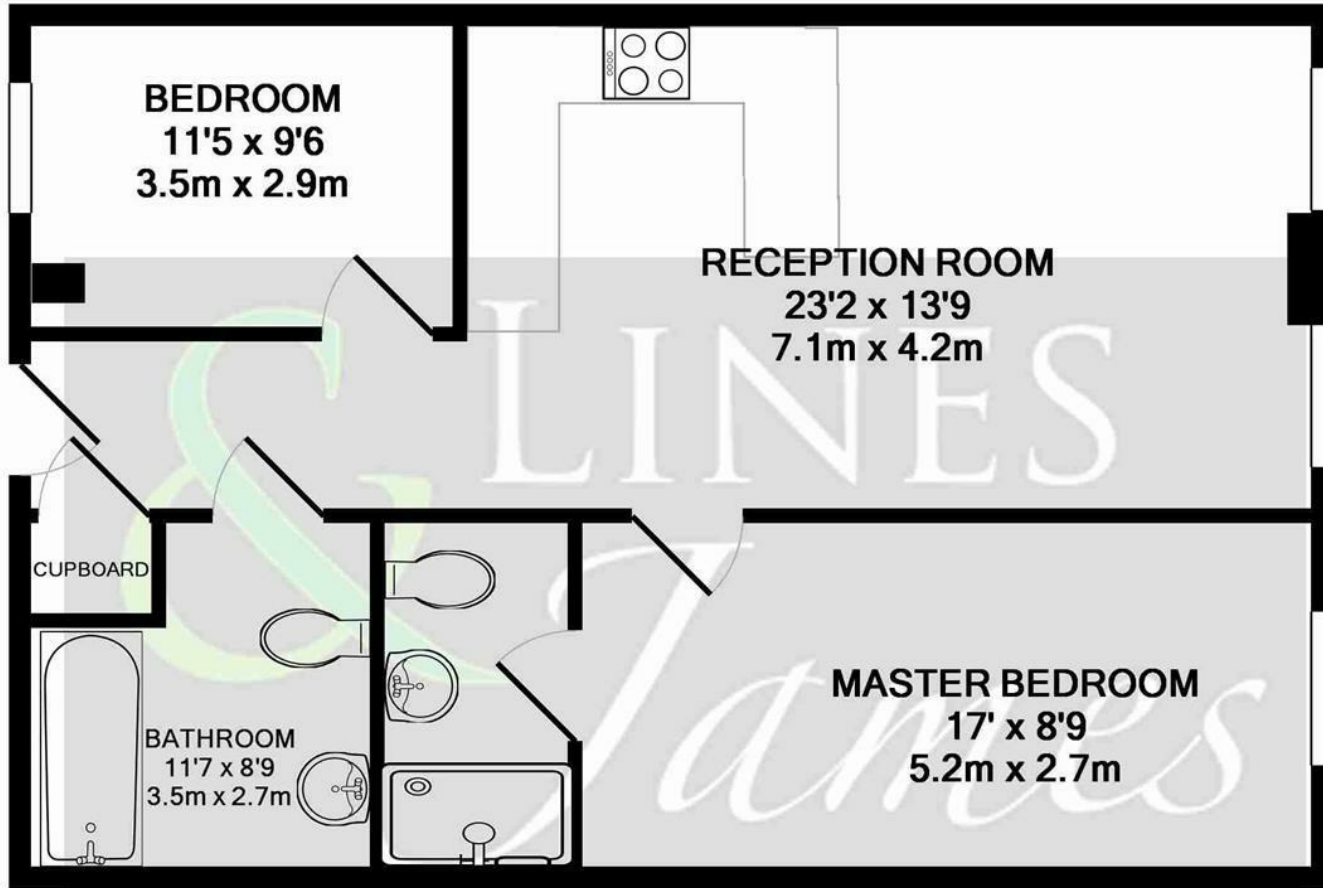 BEDROOM
11'5 x 9'6
3.5m x 2.9m
RECEPTION ROOM
23'2 x 13'9
7.1m x 4.2m
CUPBOARD
BATHROOM
11'7 x 8'9
3.5m x 2.7m
MASTER BEDROOM
17' x 8'9
5.2m x 2.7m
& LINES
James